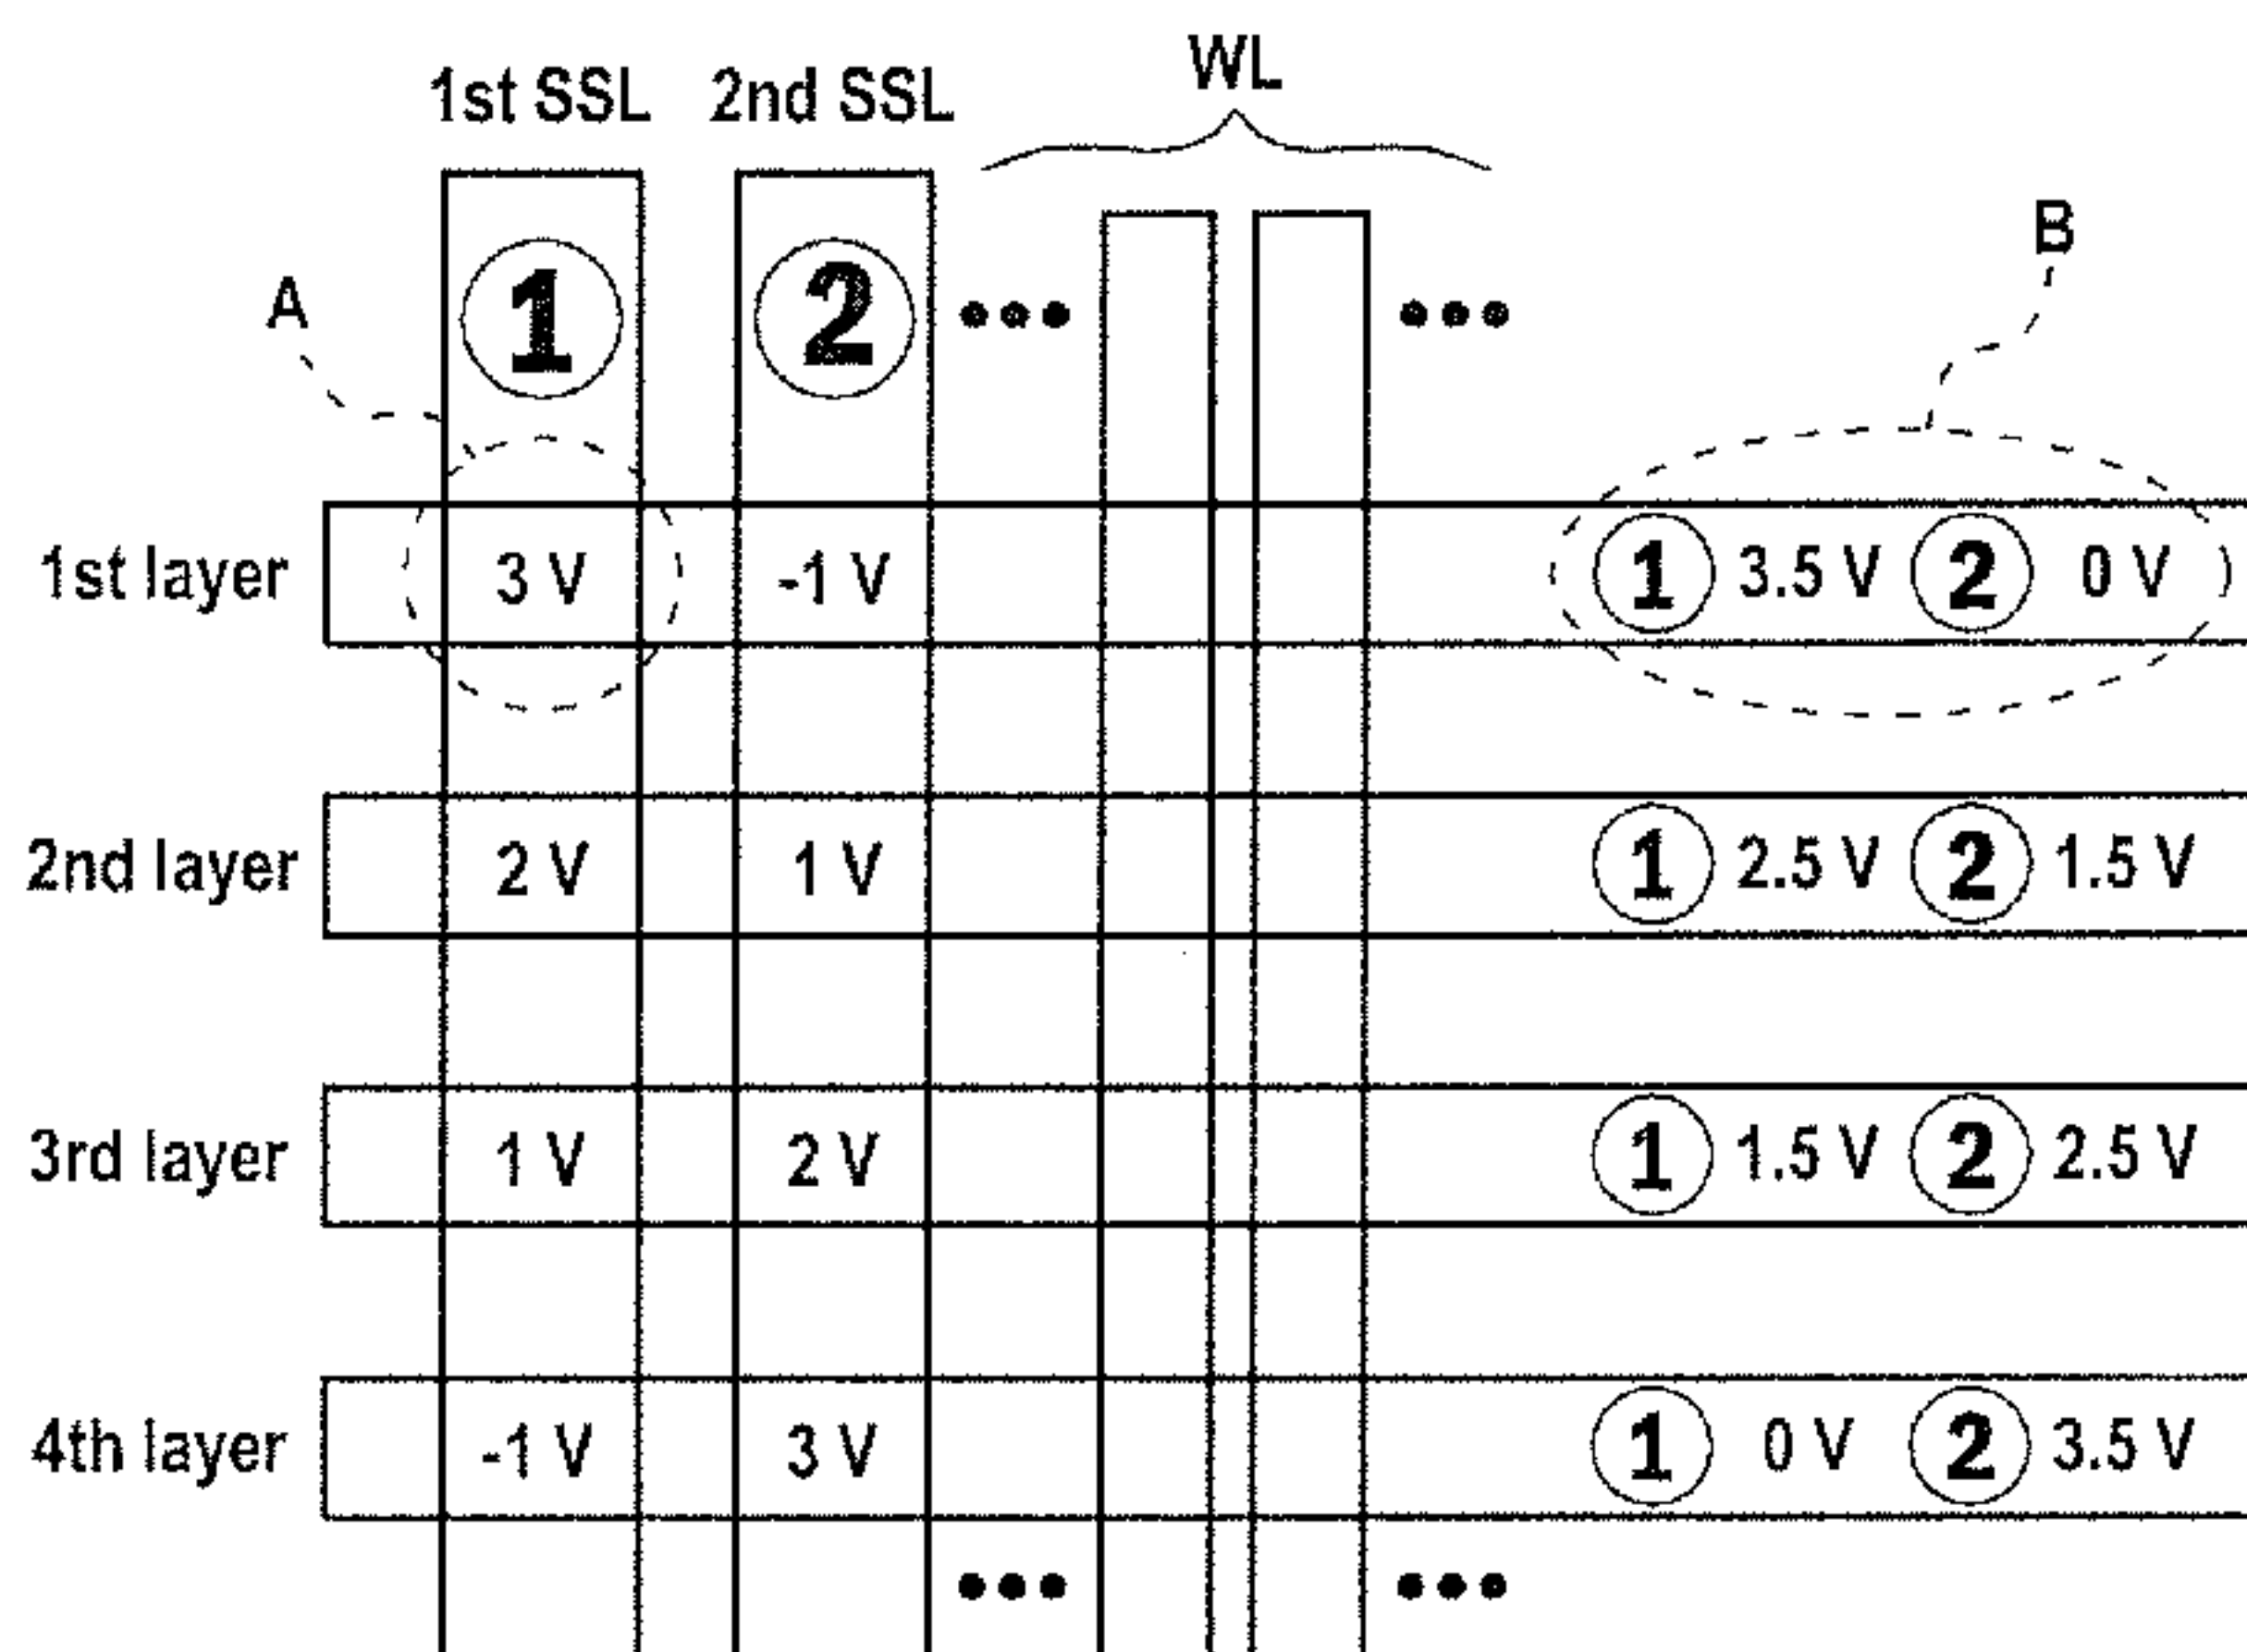 WL
1st SSL 2nd SSL
B
A
1 2 ••• •••
1st layer 3 V -1 V 1 3.5 V 2 0 V
2nd layer 2 V 1 V 1 2.5 V 2 1.5 V
3rd layer 1 V 2 V 1 1.5 V 2 2.5 V
4th layer -1 V 3 V 1 0 V 2 3.5 V
••• •••